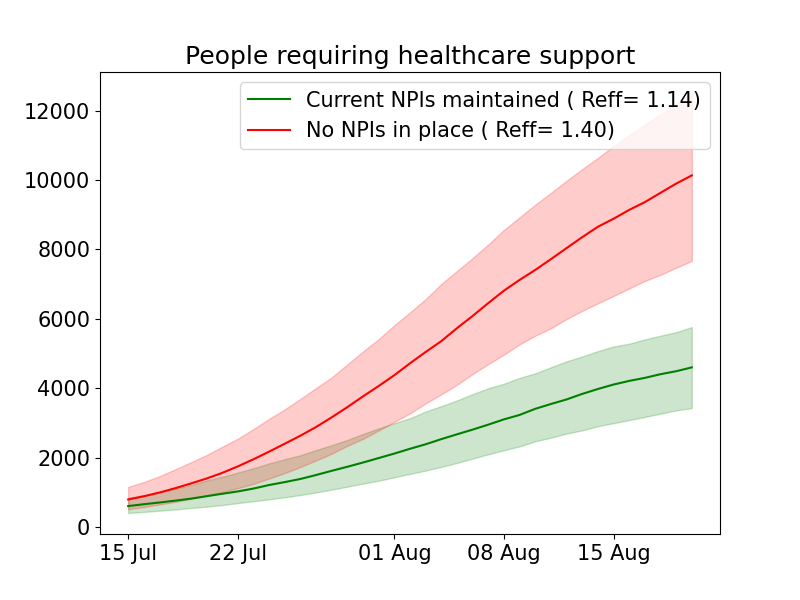 People requiring healthcare support
Current NPIs maintained ( Reff= 1.14)
No NPIs in place ( Reff= 1.40)
12000
10000
8000
6000
4000
2000
0
15 Jul
22 Jul
01 Aug
08 Aug
15 Aug